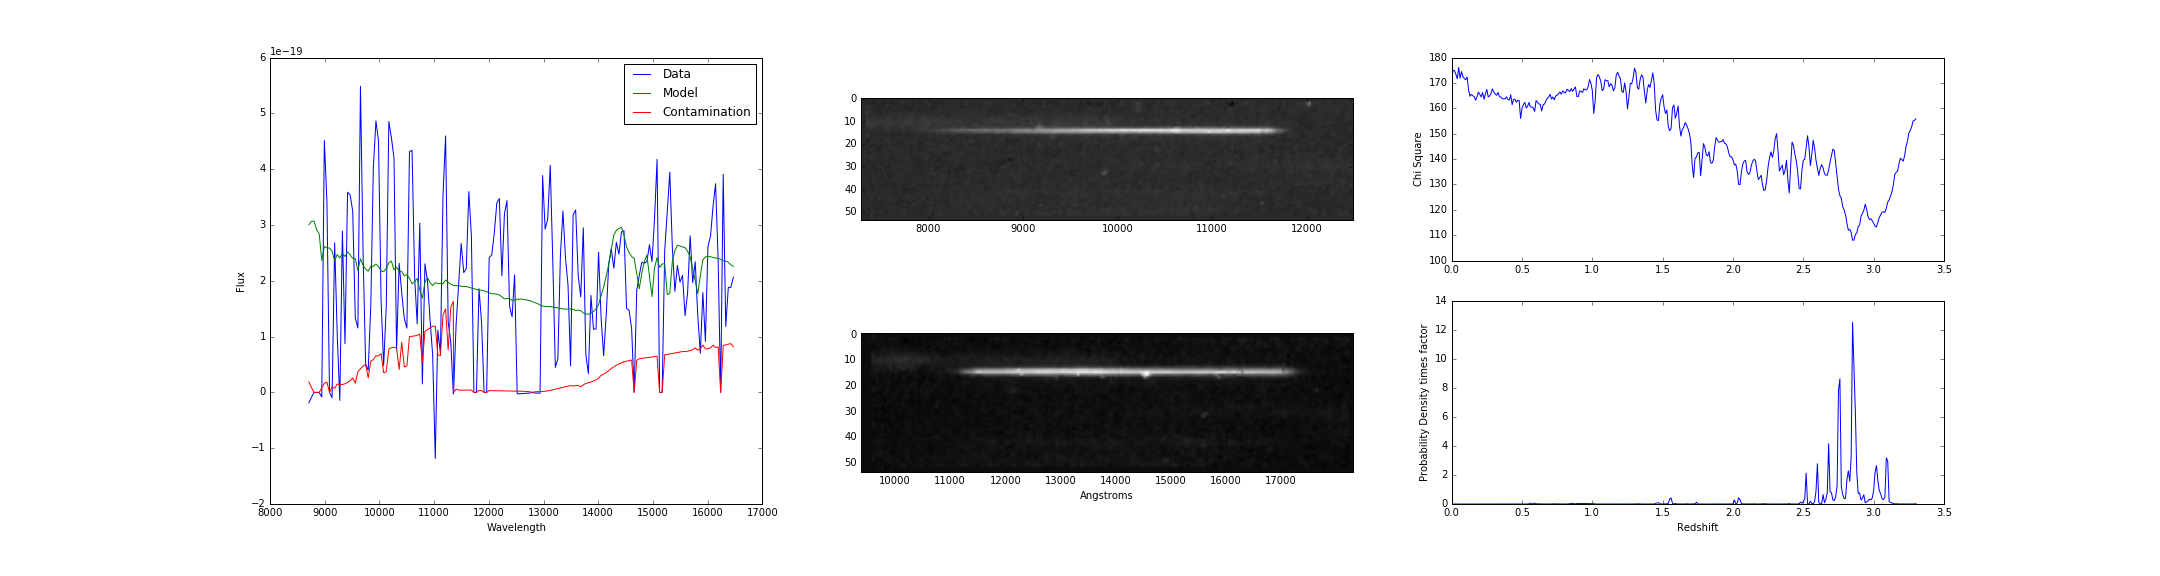 1e−19
6
5
4
3
2
1
0
−1
−2
Flux
8000 9000 10000 11000 12000 13000 14000 15000 16000 17000
Wavelength
Data
Model
Contamination
0
10
20
30
40
50
8000 9000 10000 11000 12000
0
10
20
30
40
50
10000 11000 12000 13000 14000 15000 16000 17000
Angstroms
180
170
160
150
140
130
120
110
100
Chi Square
0.0 0.5 1.0 1.5 2.0 2.5 3.0 3.5
14
12
10
8
6
4
2
0
Probability Density times factor
0.0 0.5 1.0 1.5 2.0 2.5 3.0 3.5
Redshift